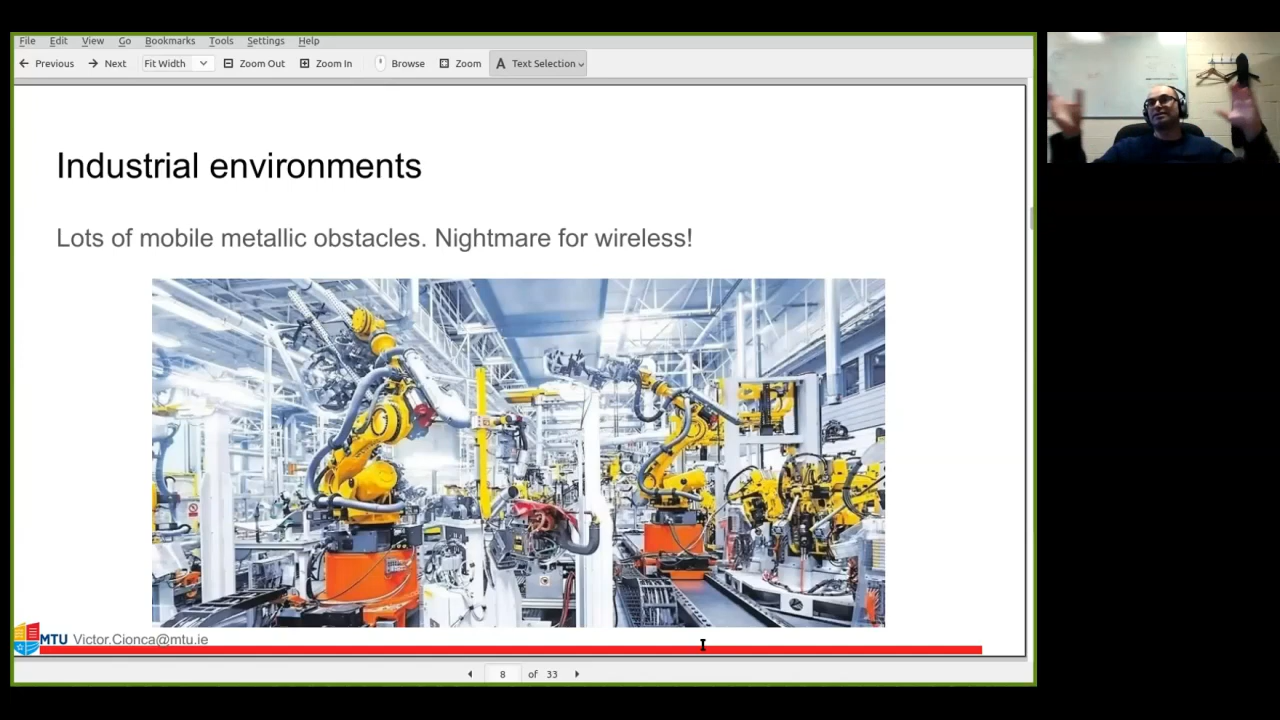 File Edit View Go Bookmarks Tools Settings Help
Previous Next Fit Width Zoom Out Zoom In Browse Zoom Text Selection
Industrial environments
Lots of mobile metallic obstacles. Nightmare for wireless!
MTU Victor.Cionca@mtu.ie
8 of 33